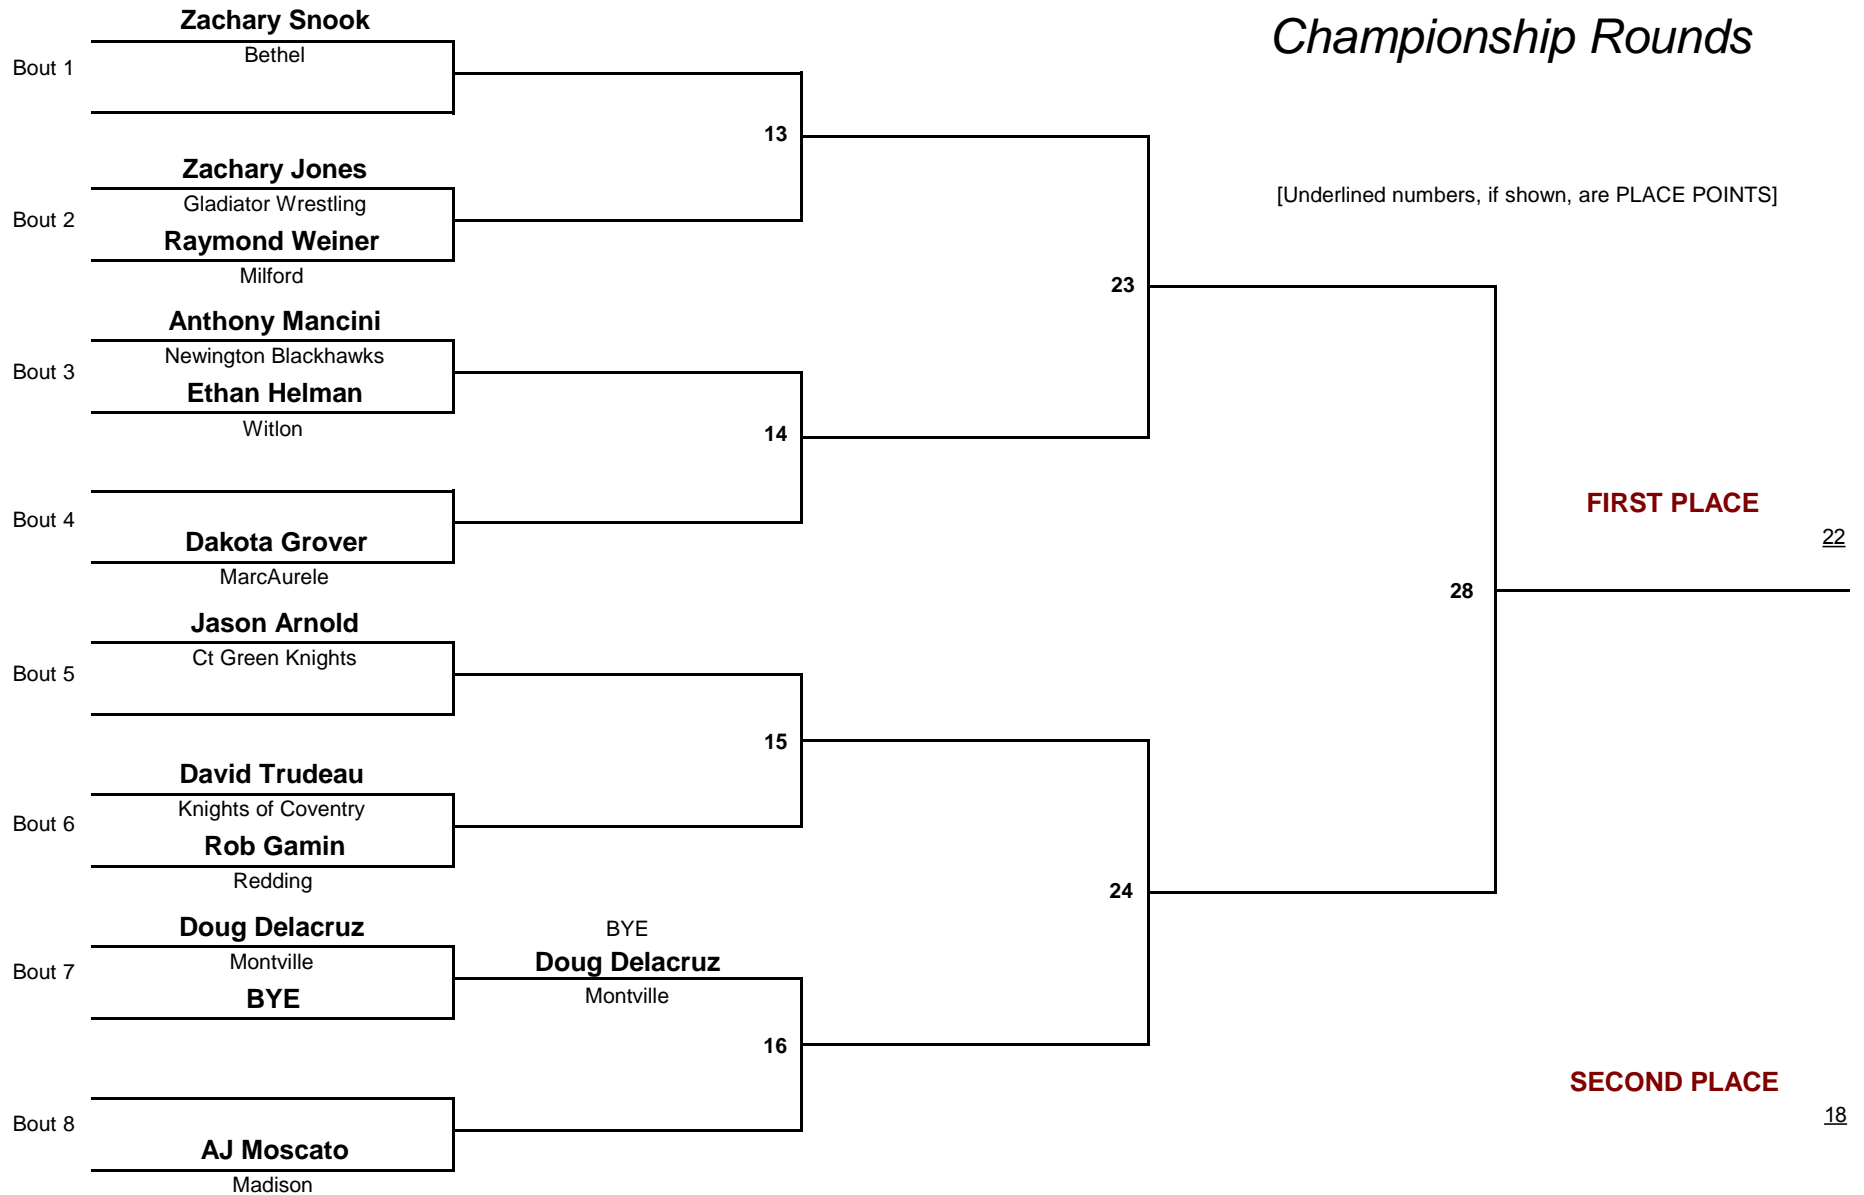 Championship Rounds
[Underlined numbers, if shown, are PLACE POINTS]
Zachary Snook
Bethel
Bout 1
Zachary Jones
Gladiator Wrestling
Bout 2
Raymond Weiner
Milford
Anthony Mancini
Newington Blackhawks
Bout 3
Ethan Helman
Witlon
Bout 4
Dakota Grover
MarcAurele
Jason Arnold
Ct Green Knights
Bout 5
David Trudeau
Knights of Coventry
Bout 6
Rob Gamin
Redding
Doug Delacruz
Montville
Bout 7
BYE
Bout 8
AJ Moscato
Madison
13
14
15
BYE
Doug Delacruz
Montville
16
23
24
28
FIRST PLACE
22
SECOND PLACE
18